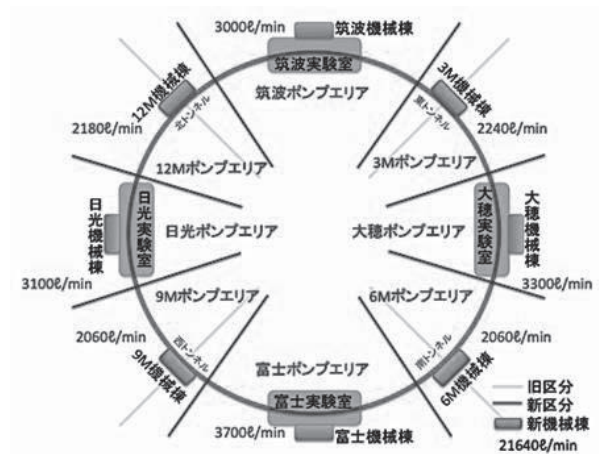 3000ℓ/min
筑波機械棟
筑波実験室
筑波ポンプエリア
12M機械棟
北トンネル
2180ℓ/min
12Mポンプエリア
3M機械棟
東トンネル
2240ℓ/min
3Mポンプエリア
日光機械棟
日光実験室
日光ポンプエリア
3100ℓ/min
大穂ポンプエリア
大穂実験室
大穂機械棟
3300ℓ/min
9Mポンプエリア
2060ℓ/min
西トンネル
9M機械棟
6Mポンプエリア
2060ℓ/min
南トンネル
6M機械棟
富士ポンプエリア
富士実験室
3700ℓ/min
富士機械棟
旧区分
新区分
新機械棟
21640ℓ/min